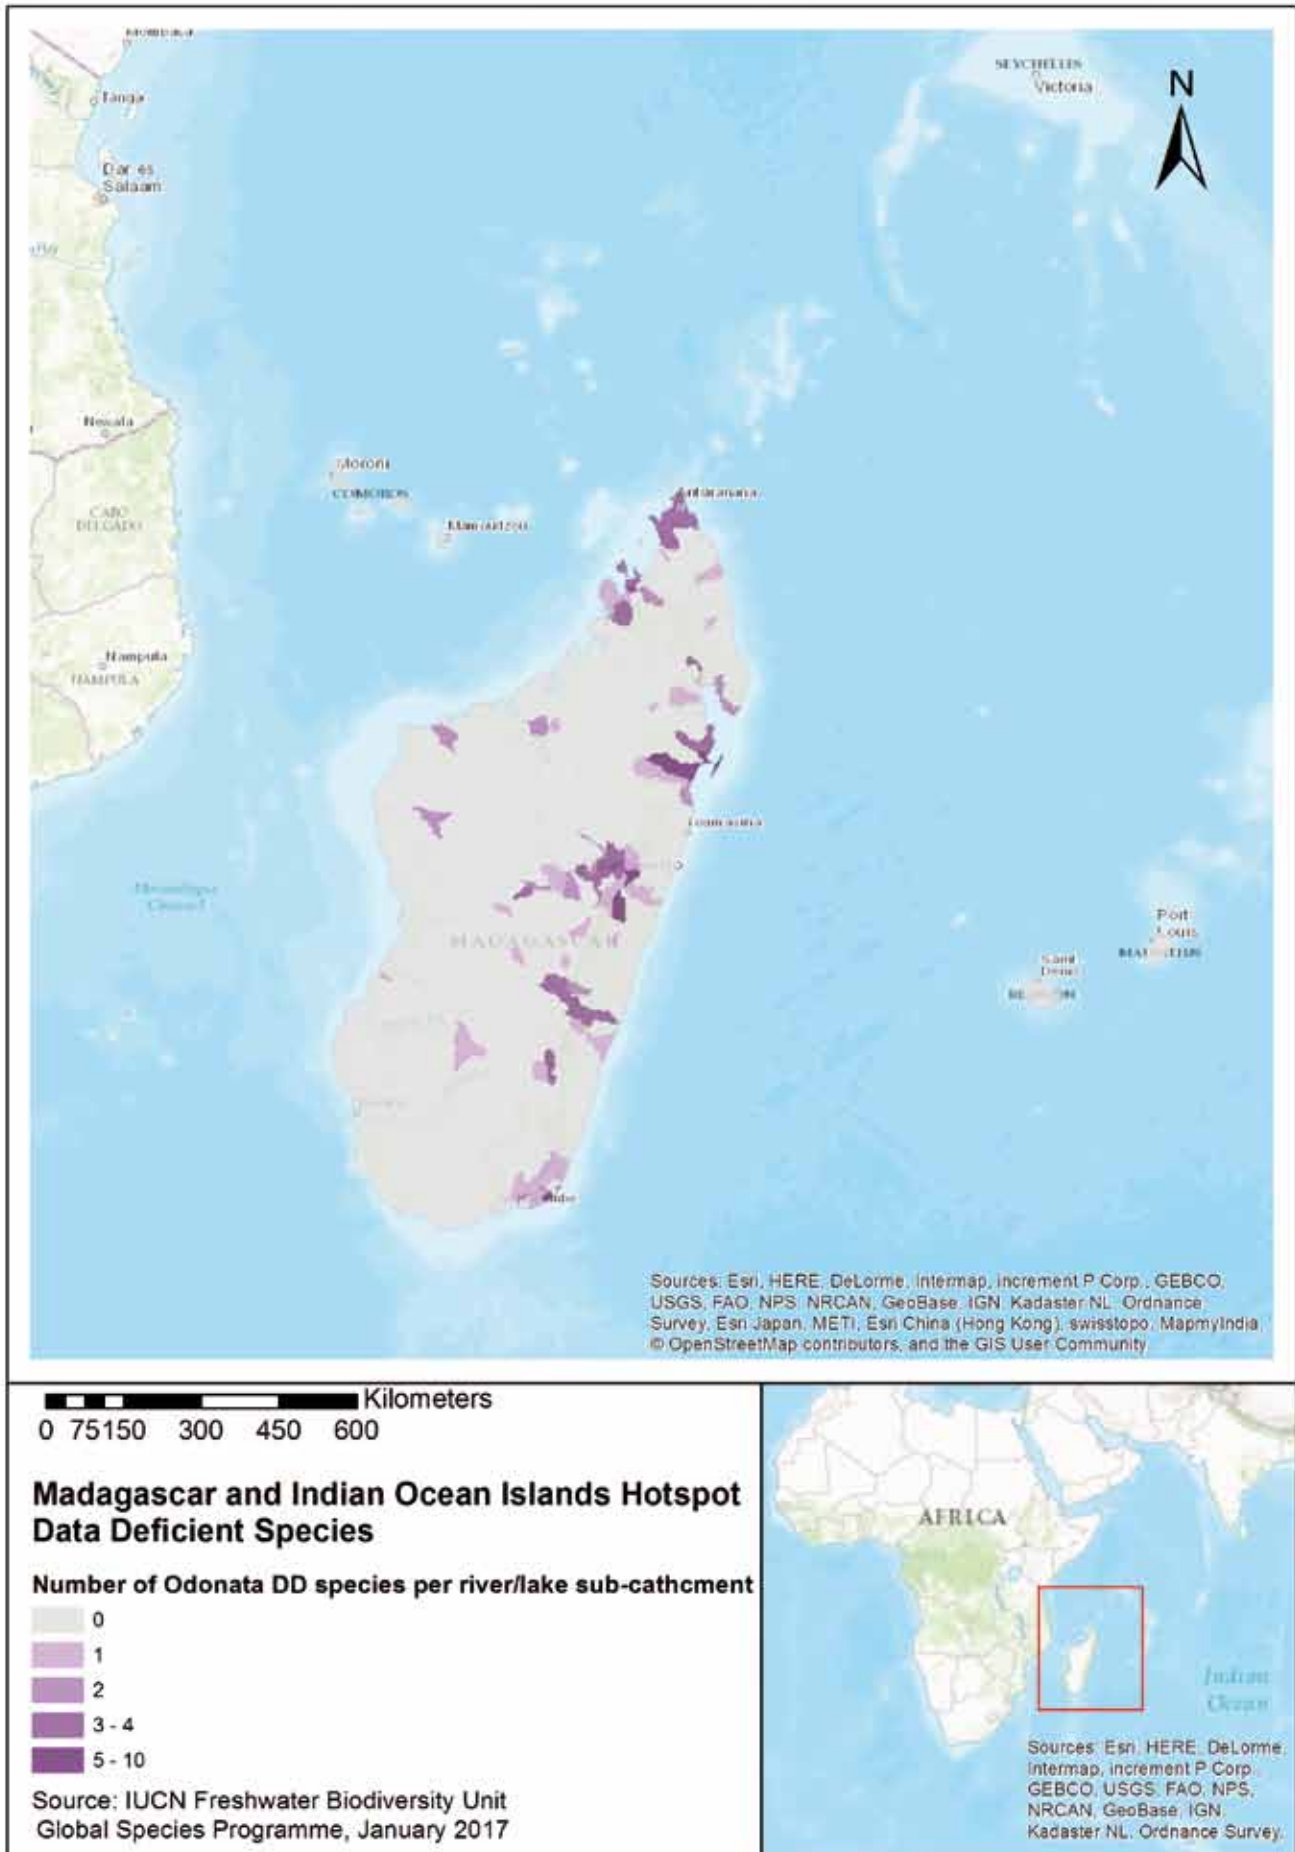 Tanga
SEYCHELLES
Victoria
N
Dar es
Salaam
Newala
Moroni
COMOROS
CABO
DELGADO
Mamoudzou
Antsiranana
Nampula
NAMPULA
Toamasina
Mozambique
Channel
MADAGASCAR
Port
Louis
Saint
Denis
Sources: Esri, HERE, DeLorme, Intermap, increment P Corp., GEBCO,
USGS, FAO, NPS, NRCAN, GeoBase, IGN, Kadaster NL, Ordnance
Survey, Esri Japan, METI, Esri China (Hong Kong), swisstopo, MapmyIndia,
© OpenStreetMap contributors, and the GIS User Community
Kilometers
0 75 150 300 450 600
Madagascar and Indian Ocean Islands Hotspot
Data Deficient Species
Number of Odonata DD species per river/lake sub-cathcment
0
1
2
3 - 4
5 - 10
Source: IUCN Freshwater Biodiversity Unit
Global Species Programme, January 2017
AFRICA
Indian
Ocean
Sources: Esri, HERE, DeLorme,
Intermap, increment P Corp.,
GEBCO, USGS, FAO, NPS,
NRCAN, GeoBase, IGN,
Kadaster NL, Ordnance Survey,